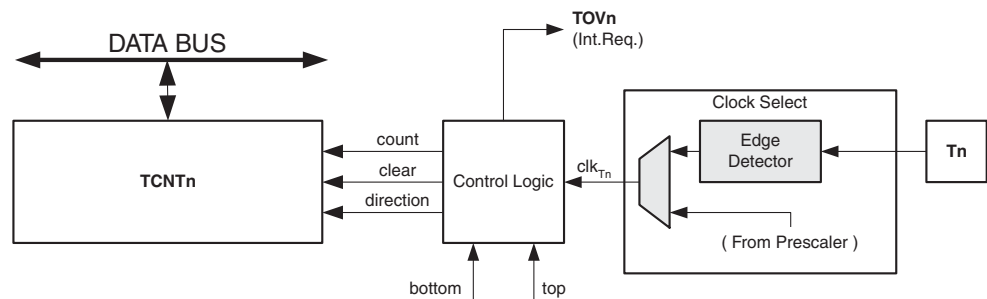 TOVn
(Int.Req.)
DATA BUS
Clock Select
count
Edge
Detector
Tn
clear
TCNTn
Control Logic
clkTn
direction
( From Prescaler )
bottom
top